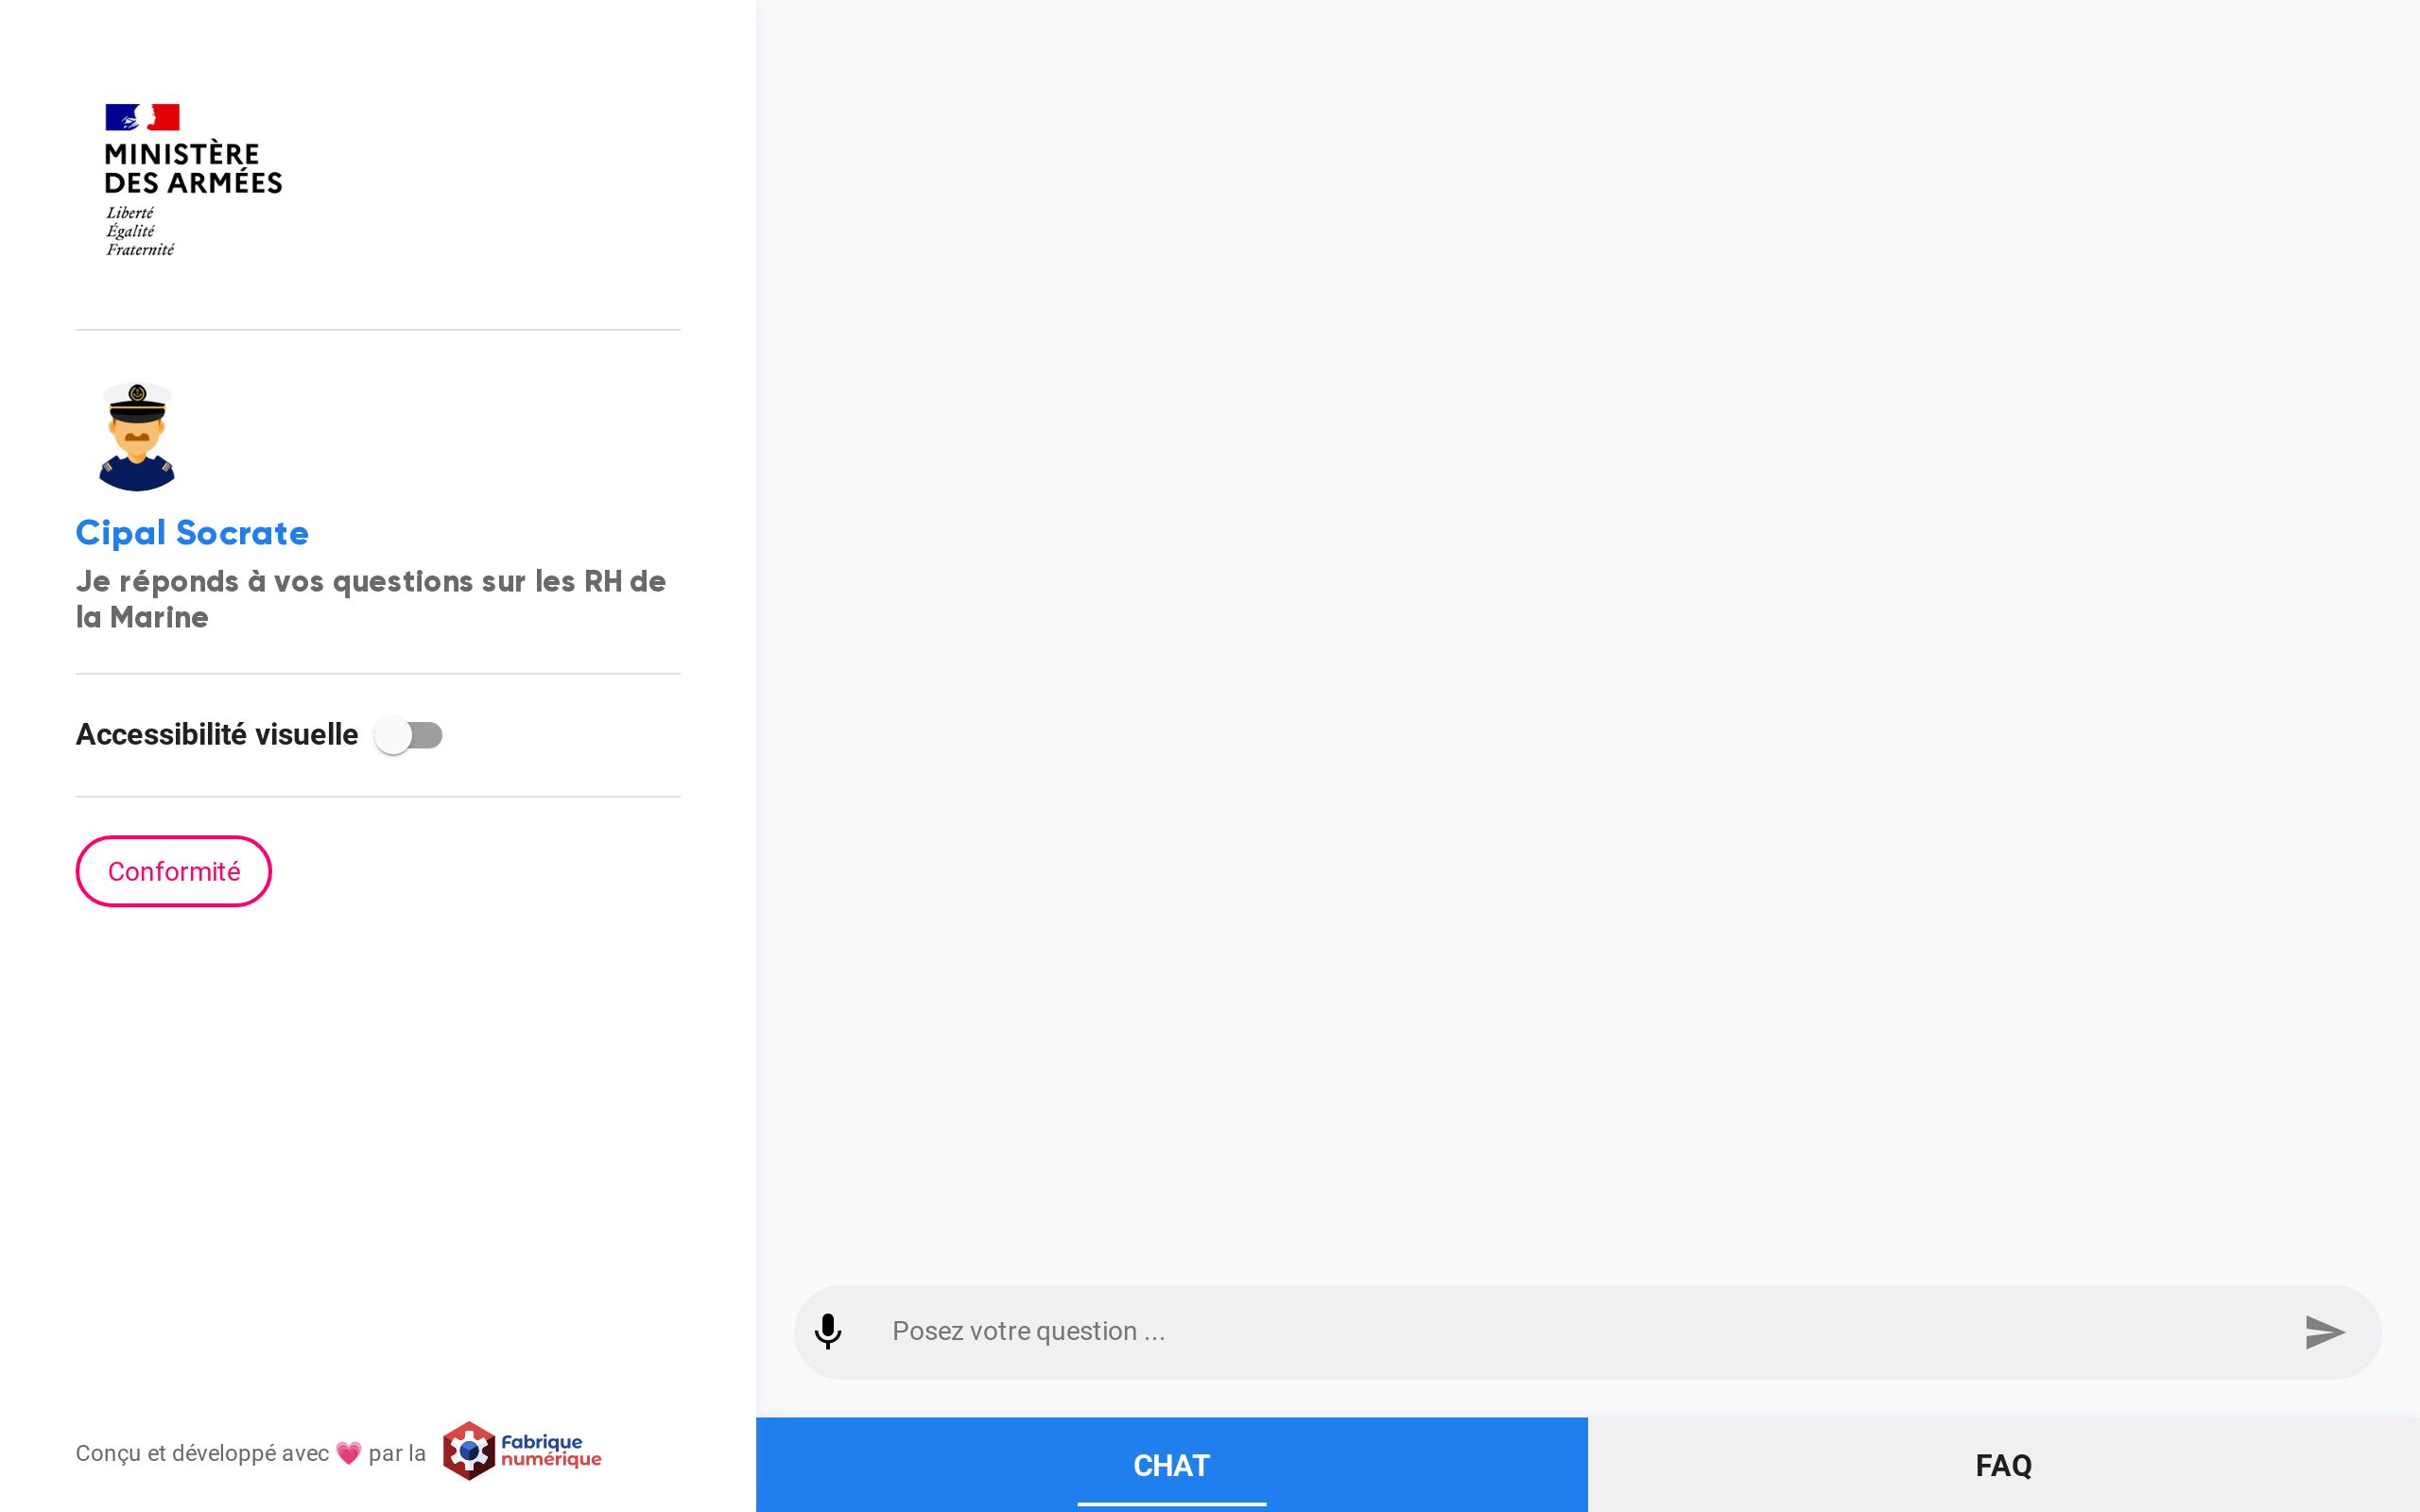 MINISTÈRE
DES ARMÉES
Liberté
Égalité
Fraternité
Cipal Socrate
Je réponds à vos questions sur les RH de
la Marine
Accessibilité visuelle
Conformité
Conçu et développé avec 💗 par la
Fabrique
numérique
Posez votre question ...
CHAT
FAQ